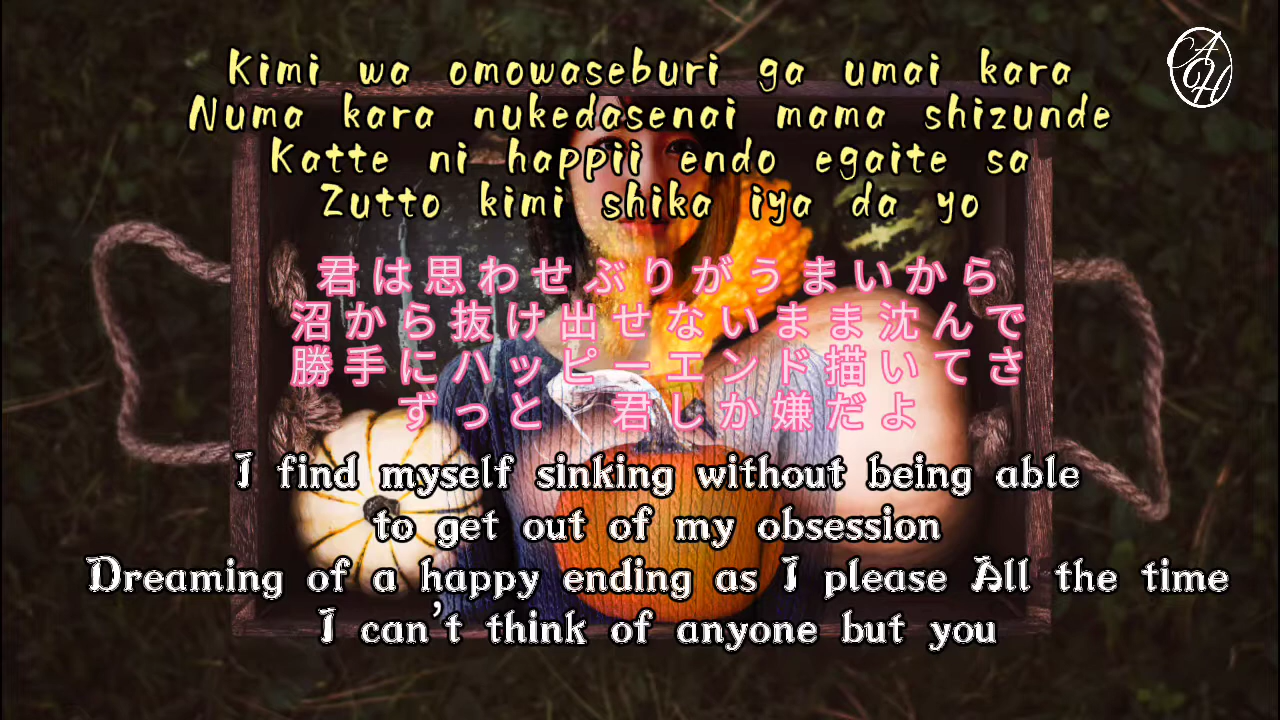 AOH
Kimi wa omowaseburi ga umai kara
Numa kara nukedasenai mama shizunde
Katte ni happii endo egaite sa
Zutto kimi shika iya da yo
君は思わせぶりがうまいから
沼から抜け出せないまま沈んで
勝手にハッピーエンド描いてさ
ずっと 君しか嫌だよ
I find myself sinking without being able
to get out of my obsession
Dreaming of a happy ending as I please All the time
I can't think of anyone but you